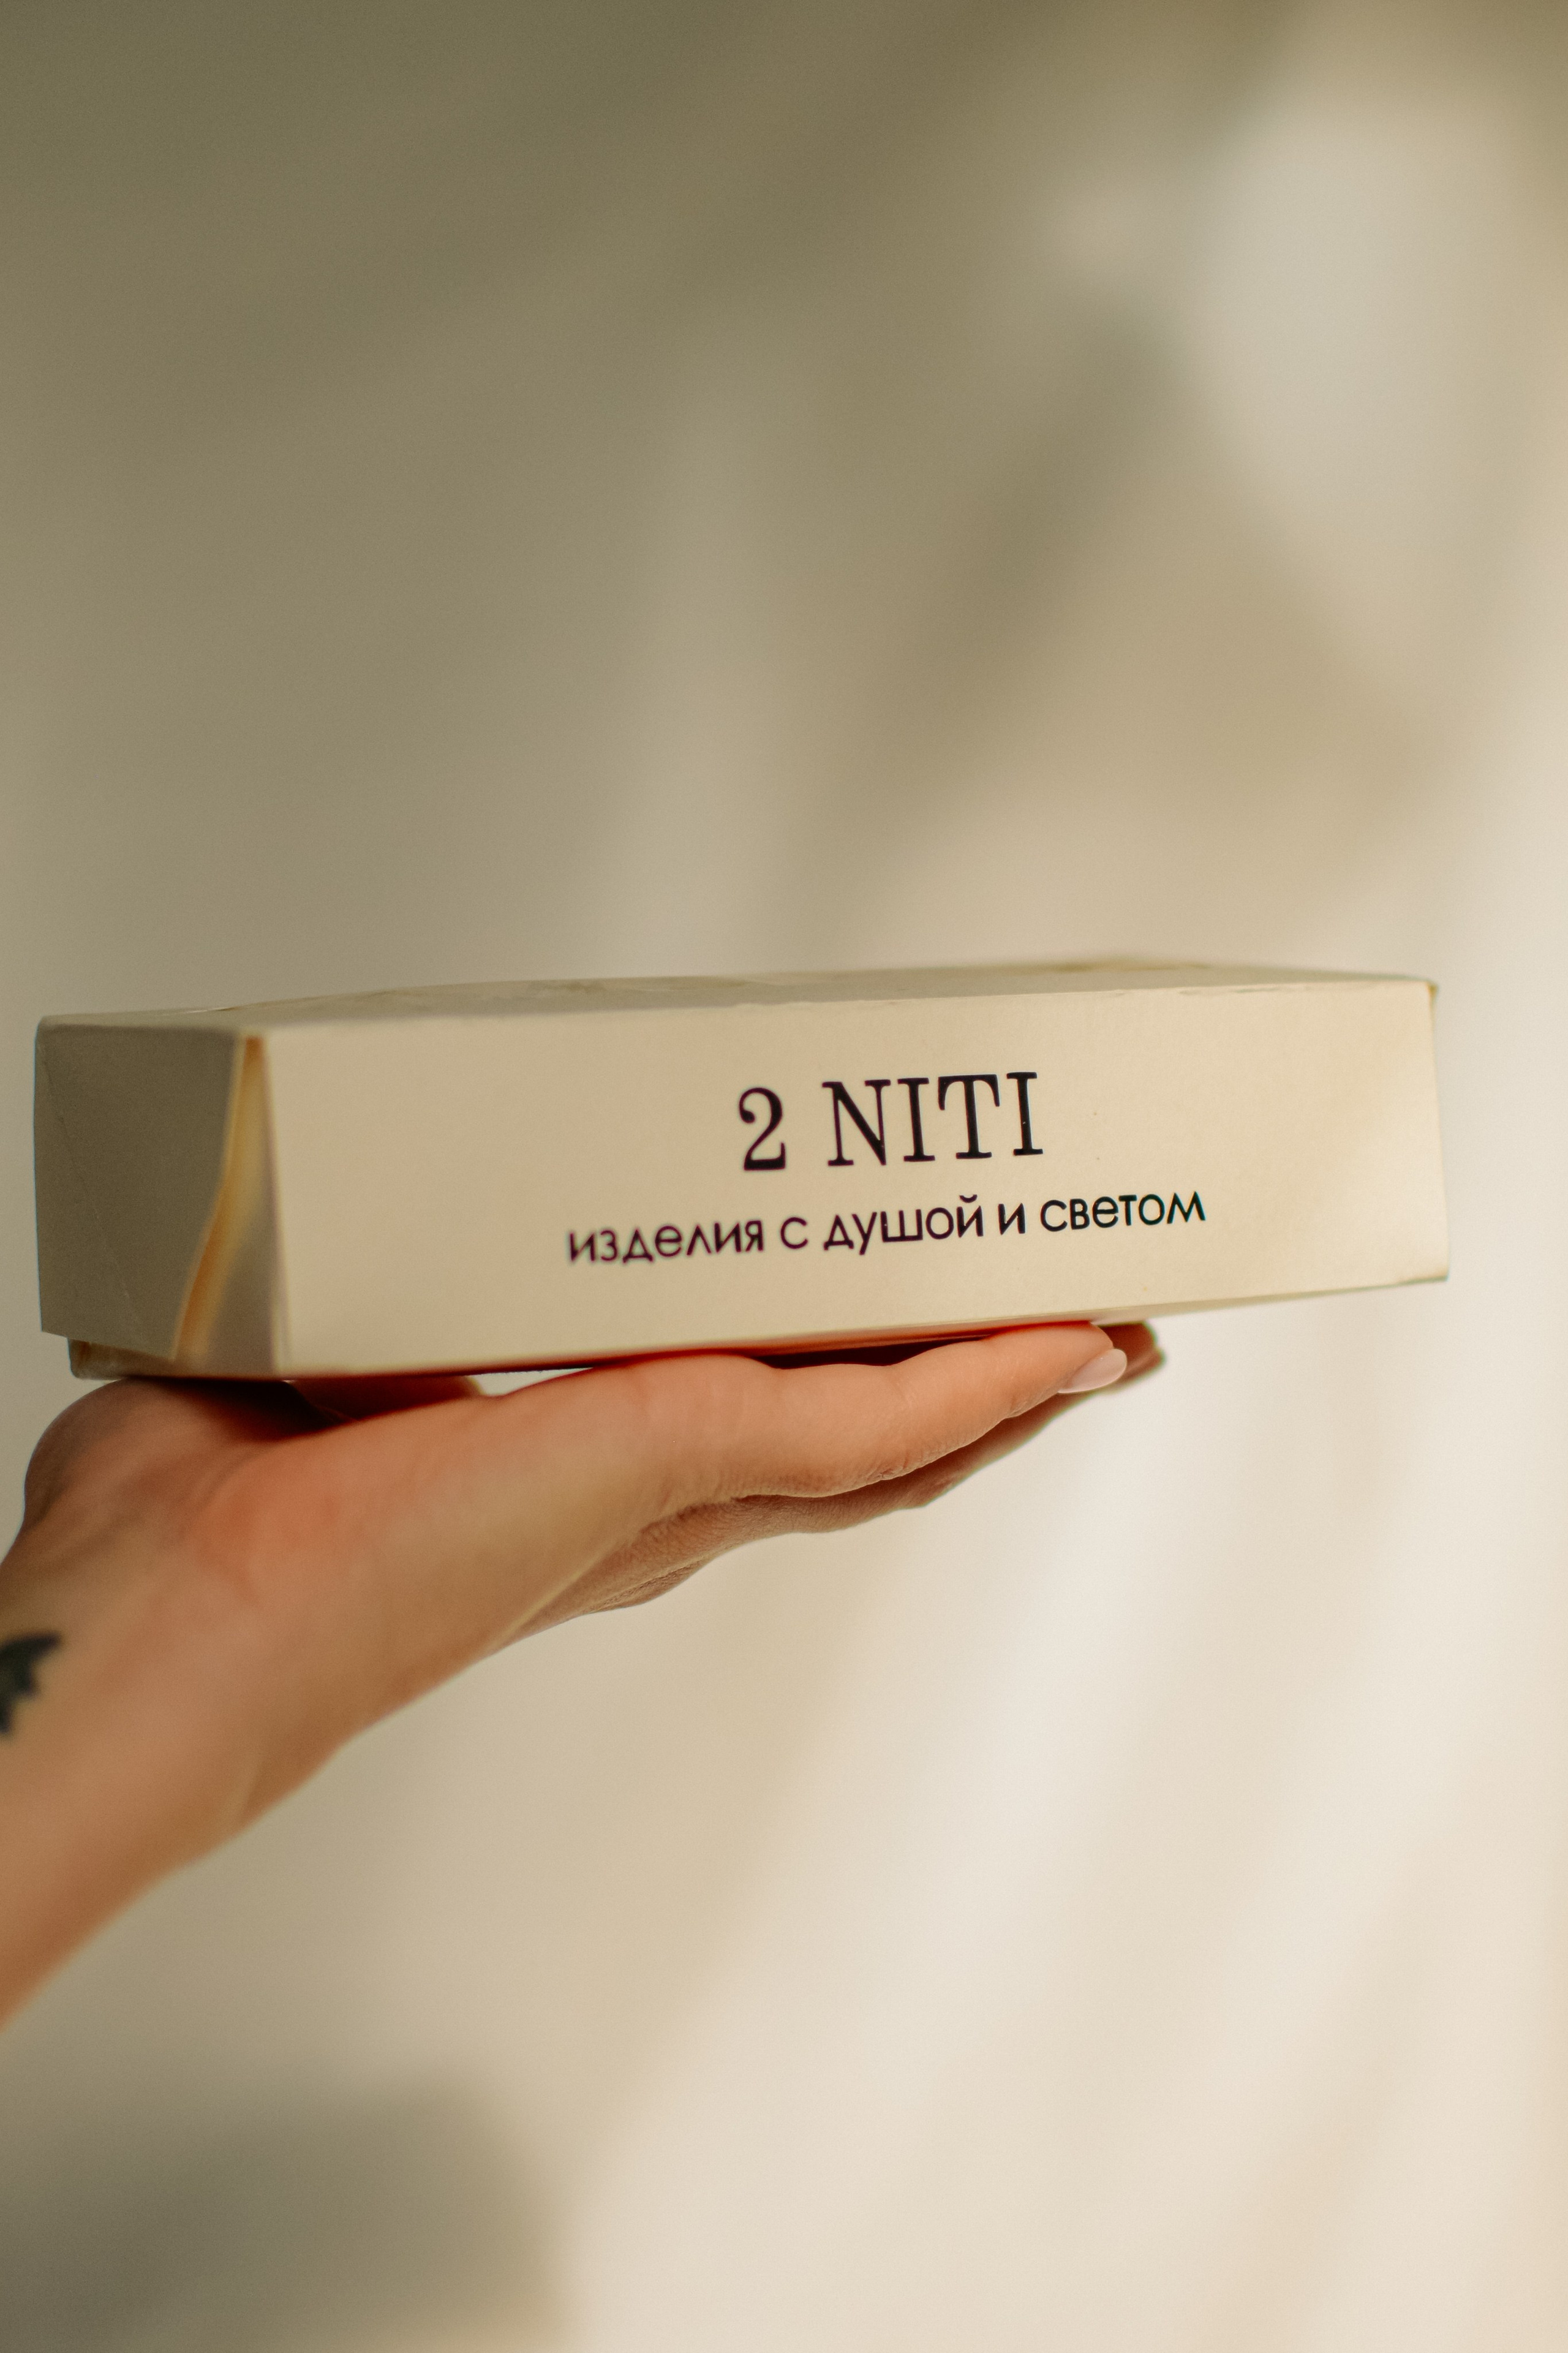 2 NITI
изделия с душой и светом